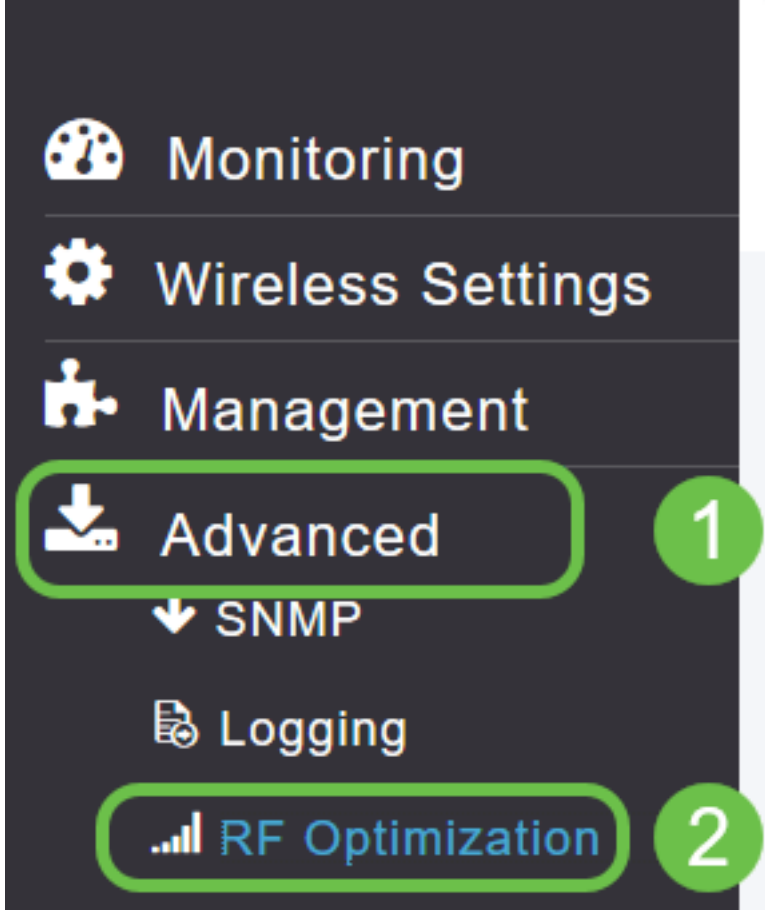 Monitoring
Wireless Settings
Management
Advanced
1
SNMP
Logging
RF Optimization
2